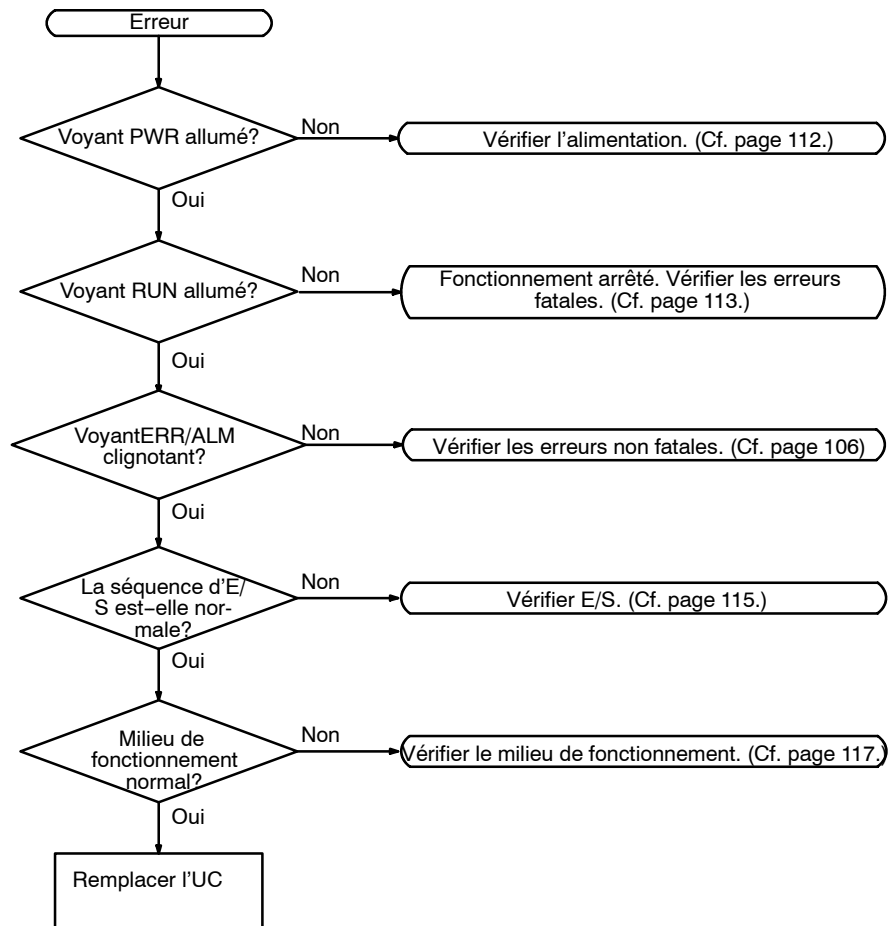 Erreur
Voyant PWR allumé?
Non
Vérifier l'alimentation. (Cf. page 112.)
Oui
Voyant RUN allumé?
Non
Fonctionnement arrêté. Vérifier les erreurs
fatales. (Cf. page 113.)
Oui
VoyantERR/ALM
clignotant?
Non
Vérifier les erreurs non fatales. (Cf. page 106)
Oui
La séquence d'E/
S est–elle nor-
male?
Non
Vérifier E/S. (Cf. page 115.)
Oui
Milieu de
fonctionnement
normal?
Non
Vérifier le milieu de fonctionnement. (Cf. page 117.)
Oui
Remplacer l'UC